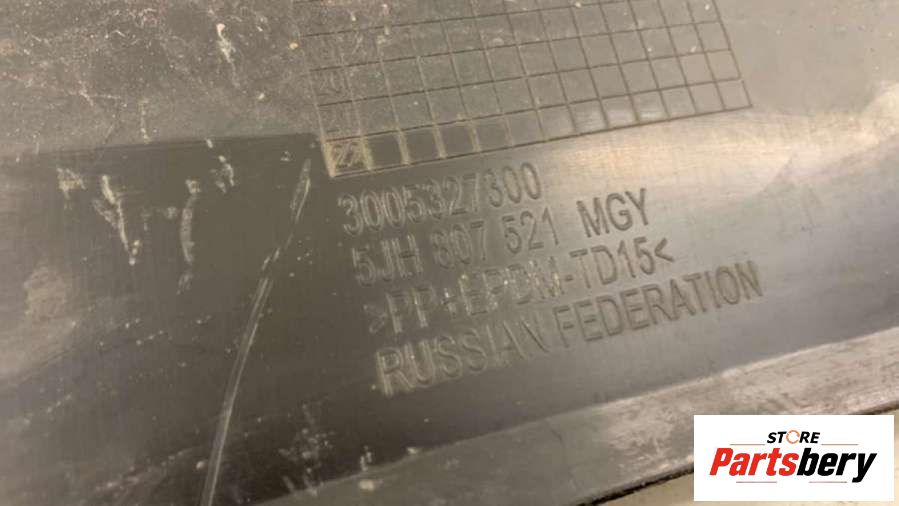 3005327300
5JH 807 521 MGY
>PP+EPDM-TD15<
RUSSIAN FEDERATION
STORE
Partsbery